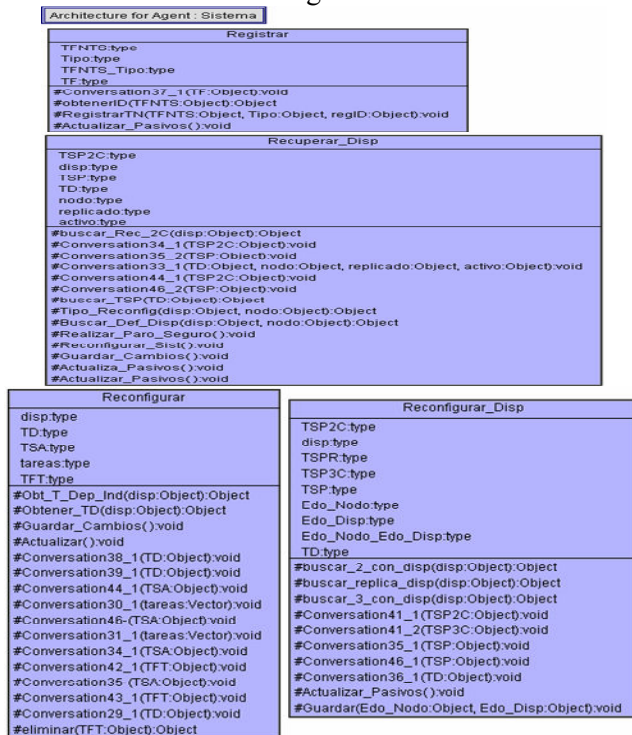 Architecture for Agent : Sistema
Registrar
TFNTS:type
Tipo:type
TFNTS_Tipo:type
TF:type
#Conversation37_1(TF:Object):void
#obtenerID(TFNTS:Object):Object
#RegistrarTN(TFNTS:Object, Tipo:Object, regID:Object):void
#Actualizar_Pasivos():void
Recuperar_Disp
TSP2C:type
disp:type
TSP:type
TD:type
nodo:type
replicado:type
activo:type
#buscar_Rec_2C(disp:Object):Object
#Conversation34_1(TSP2C:Object):void
#Conversation35_2(TSP:Object):void
#Conversation33_1(TD:Object, nodo:Object, replicado:Object, activo:Object):void
#Conversation44_1(TSP2C:Object):void
#Conversation46_2(TSP:Object):void
#buscar_TSP(TD:Object):Object
#Tipo_Reconfig(disp:Object, nodo:Object):Object
#Buscar_Def_Disp(disp:Object, nodo:Object):Object
#Realizar_Paro_Seguro():void
#Reconfigurar_Sist():void
#Guardar_Cambios():void
#Actualiza_Pasivos():void
#Actualizar_Pasivos():void
Reconfigurar
disp:type
TD:type
TSA:type
tareas:type
TFT:type
#Obt_T_Dep_Ind(disp:Object):Object
#Obtener_TD(disp:Object):Object
#Guardar_Cambios():void
#Actualizar():void
#Conversation38_1(TD:Object):void
#Conversation39_1(TD:Object):void
#Conversation44_1(TSA:Object):void
#Conversation30_1(tareas:Vector):void
#Conversation46-(TSA:Object):void
#Conversation31_1(tareas:Vector):void
#Conversation34_1(TSA:Object):void
#Conversation42_1(TFT:Object):void
#Conversation35 (TSA:Object):void
#Conversation43_1(TFT:Object):void
#Conversation29_1(TD:Object):void
#eliminar(TFT:Object):Object
Reconfigurar_Disp
TSP2C:type
disp:type
TSPR:type
TSP3C:type
TSP:type
Edo_Nodo:type
Edo_Disp:type
Edo_Nodo_Edo_Disp:type
TD:type
#buscar_2_con_disp(disp:Object):Object
#buscar_replica_disp(disp:Object):Object
#buscar_3_con_disp(disp:Object):Object
#Conversation41_1(TSP2C:Object):void
#Conversation41_2(TSP3C:Object):void
#Conversation35_1(TSP:Object):void
#Conversation46_1(TSP:Object):void
#Conversation36_1(TD:Object):void
#Actualizar_Pasivos():void
#Guardar(Edo_Nodo:Object, Edo_Disp:Object):void